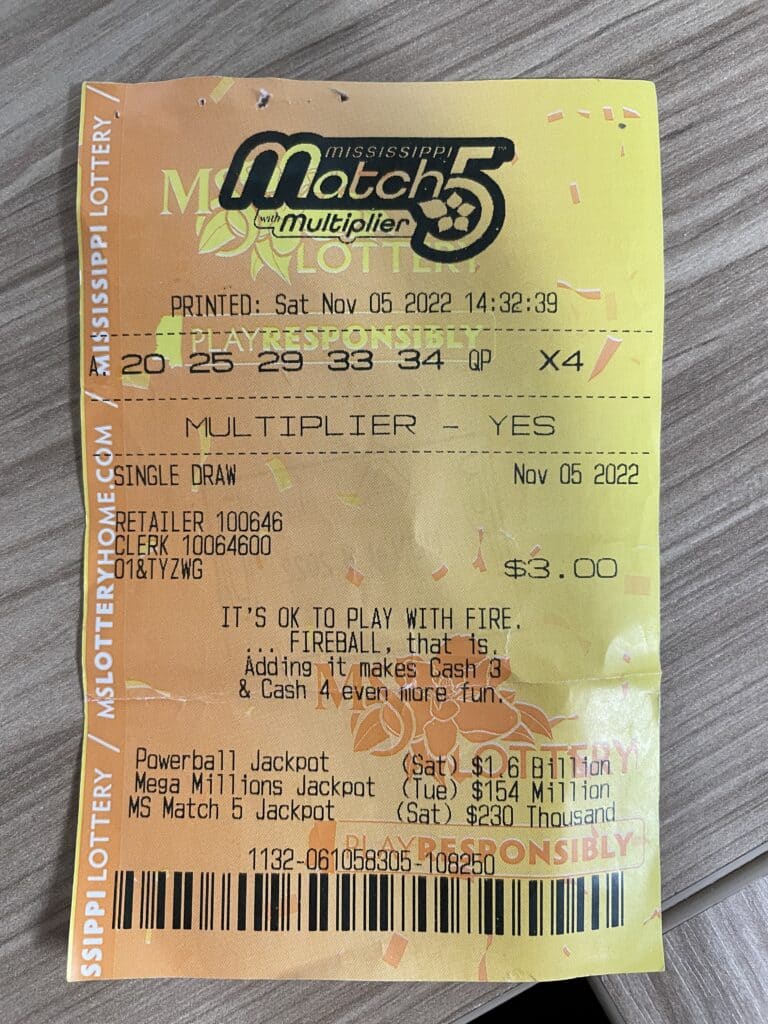 MISSISSIPPI
Match 5™
with Multiplier
MS
LOTTERY
PRINTED: Sat Nov 05 2022 14:32:39
PLAYRESPONSIBLY
A. 20 25 29 33 34 QP X4
MULTIPLIER - YES
SINGLE DRAW Nov 05 2022
RETAILER 100646
CLERK 10064600
01&TYZWG $3.00
IT'S OK TO PLAY WITH FIRE.
... FIREBALL, that is.
Adding it makes Cash 3
& Cash 4 even more fun.
MS
LOTTERY
Powerball Jackpot (Sat) $1.6 Billion
Mega Millions Jackpot (Tue) $154 Million
MS Match 5 Jackpot (Sat) $230 Thousand
PLAYRESPONSIBLY
1132-061058305-108250
SSIPPI LOTTERY / MSLOTTERYHOME.COM / MISSISSIPPI LOTTERY /